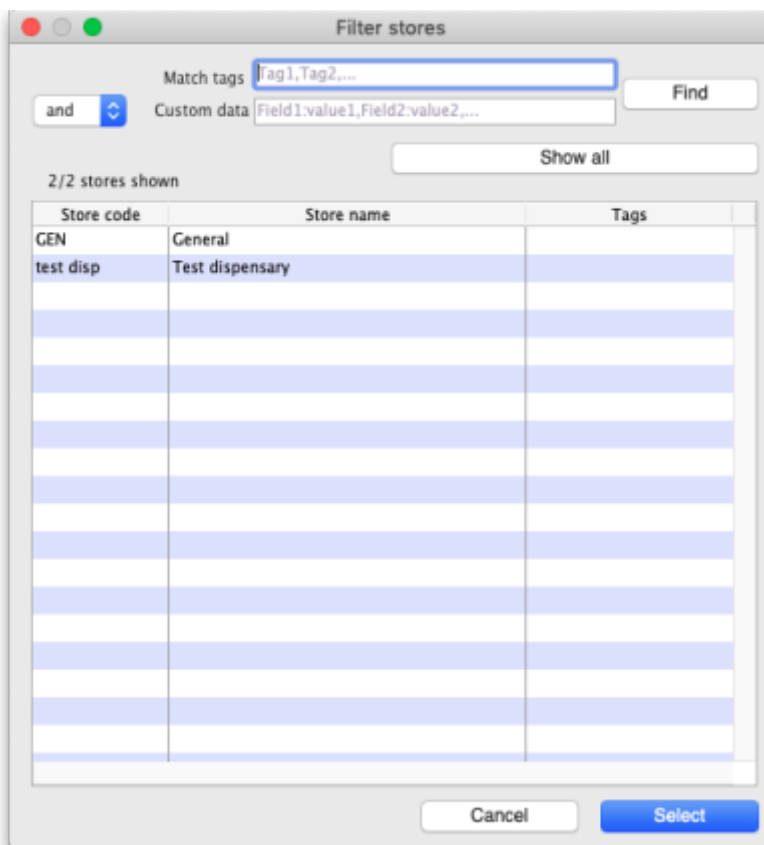 Filter stores
Match tags Tag1,Tag2,...
Find
and
Custom data Field1:value1,Field2:value2,...
Show all
2/2 stores shown
Store code Store name Tags
GEN General
test disp Test dispensary
Cancel Select